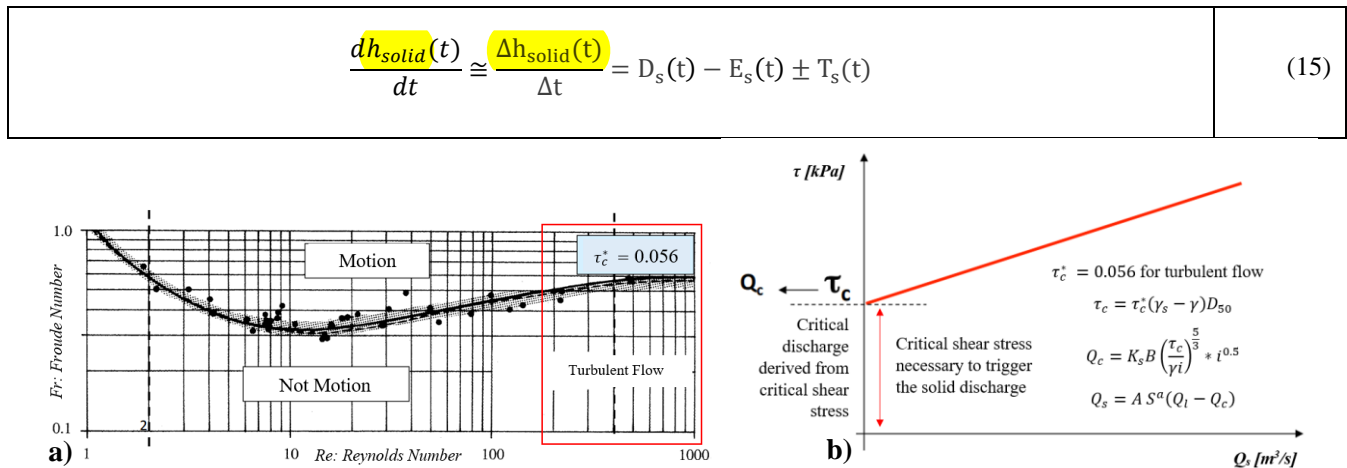 dh_solid(t)/dt ≅ Δh_solid(t)/Δt = D_s(t) − E_s(t) ± T_s(t)
(15)
1.0
0.1
Fr: Froude Number
Motion
τ_c^* = 0.056
Not Motion
Turbulent Flow
2
1
10
100
1000
Re: Reynolds Number
a)
τ [kPa]
Q_c ← τ_c
Critical
discharge
derived from
critical shear
stress
Critical shear stress
necessary to trigger
the solid discharge
τ_c^* = 0.056 for turbulent flow
τ_c = τ_c^*(γ_s − γ)D_50
Q_c = K_s B (τ_c/γi)^(5/3) * i^0.5
Q_s = A S^a(Q_l − Q_c)
b)
Q_s [m³/s]